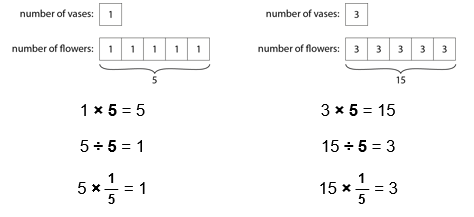 number of vases: 1
number of flowers: 1 1 1 1 1
5
1 × 5 = 5
5 ÷ 5 = 1
5 × 1/5 = 1
number of vases: 3
number of flowers: 3 3 3 3 3
15
3 × 5 = 15
15 ÷ 5 = 3
15 × 1/5 = 3